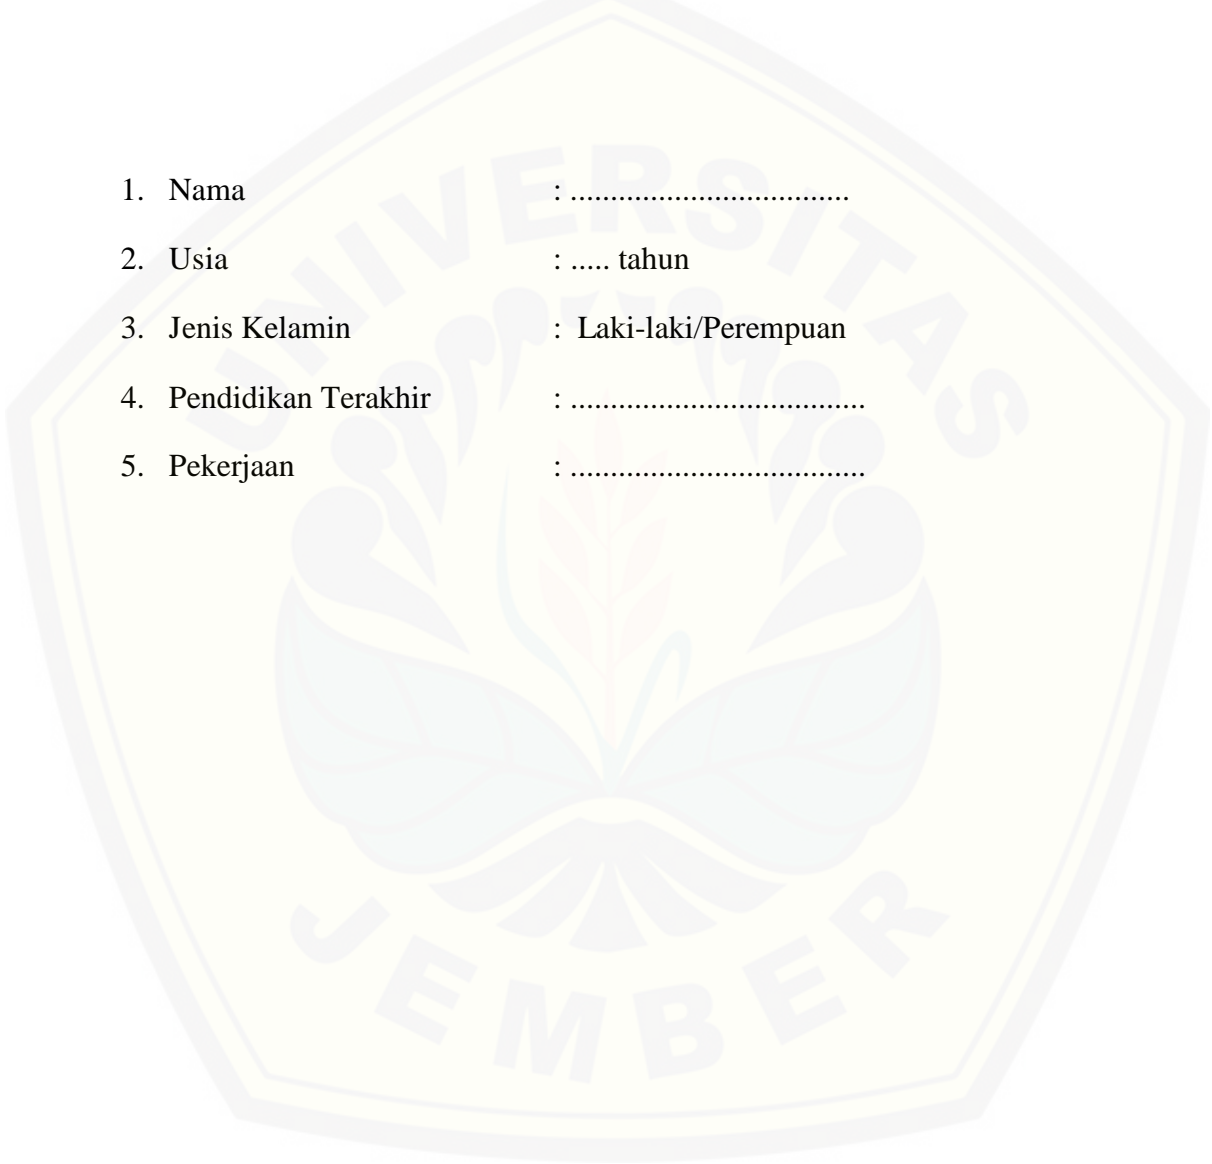 UNIVERSITAS
1. Nama : ...................................
2. Usia : ..... tahun
3. Jenis Kelamin : Laki-laki/Perempuan
4. Pendidikan Terakhir : .....................................
5. Pekerjaan : .....................................
JEMBER